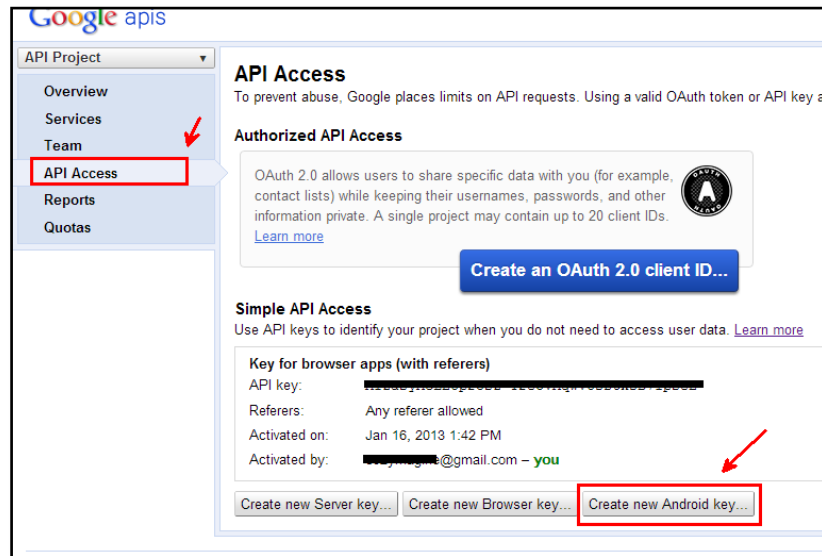 Google apis
API Project
Overview
Services
Team
API Access
Reports
Quotas
API Access
To prevent abuse, Google places limits on API requests. Using a valid OAuth token or API key a
Authorized API Access
OAuth 2.0 allows users to share specific data with you (for example,
contact lists) while keeping their usernames, passwords, and other
information private. A single project may contain up to 20 client IDs.
Learn more
OAUTH
A
OAUTH
Create an OAuth 2.0 client ID...
Simple API Access
Use API keys to identify your project when you do not need to access user data. Learn more
Key for browser apps (with referers)
API key:
Referers: Any referer allowed
Activated on: Jan 16, 2013 1:42 PM
Activated by: @gmail.com – you
Create new Server key... Create new Browser key... Create new Android key...